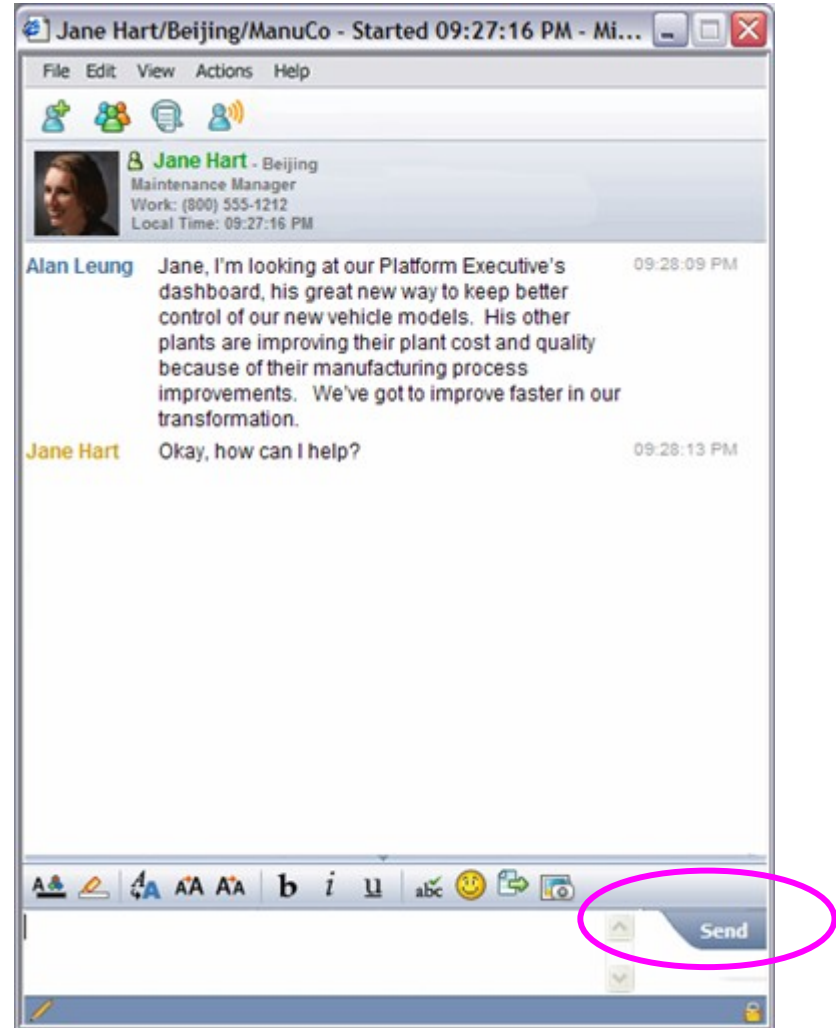 Jane Hart/Beijing/ManuCo - Started 09:27:16 PM - Mi...
File Edit View Actions Help
Jane Hart - Beijing
Maintenance Manager
Work: (800) 555-1212
Local Time: 09:27:16 PM
Alan Leung Jane, I'm looking at our Platform Executive's 09:28:09 PM
dashboard, his great new way to keep better
control of our new vehicle models. His other
plants are improving their plant cost and quality
because of their manufacturing process
improvements. We've got to improve faster in our
transformation.
Jane Hart Okay, how can I help? 09:28:13 PM
A A A A A A A b i u abc
Send